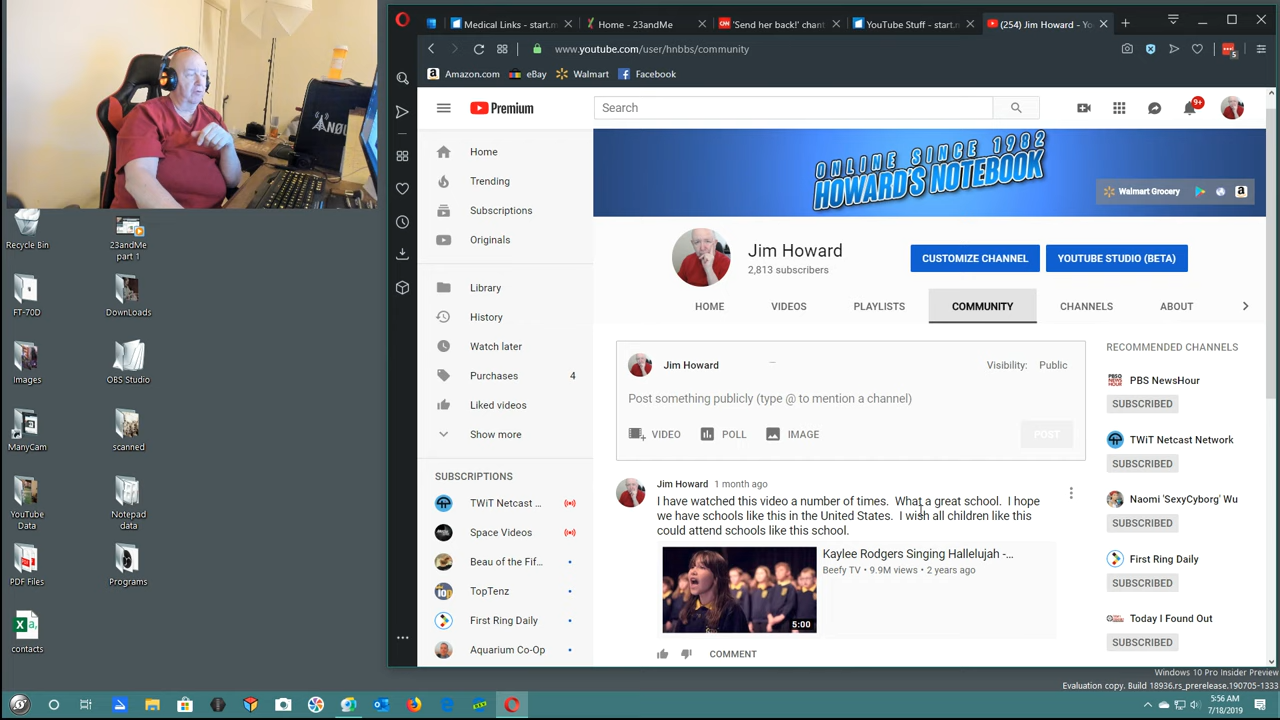 Medical Links - start.m
Home - 23andMe
'Send her back!' chant
YouTube Stuff - start.m
(254) Jim Howard - Yo
www.youtube.com/user/hnbbs/community
5
Amazon.com
eBay
Walmart
Facebook
Premium
Search
9+
Home
Trending
Subscriptions
Originals
Library
History
Watch later
Purchases 4
Liked videos
Show more
SUBSCRIPTIONS
TWiT Netcast ...
Space Videos
Beau of the Fif...
TopTenz
First Ring Daily
Aquarium Co-Op
ONLINE SINCE 1982
HOWARD'S NOTEBOOK
Walmart Grocery
Jim Howard
2,813 subscribers
CUSTOMIZE CHANNEL
YOUTUBE STUDIO (BETA)
HOME VIDEOS PLAYLISTS COMMUNITY CHANNELS ABOUT
Jim Howard
Visibility: Public
Post something publicly (type @ to mention a channel)
VIDEO POLL IMAGE POST
Jim Howard 1 month ago
I have watched this video a number of times. What a great school. I hope
we have schools like this in the United States. I wish all children like this
could attend schools like this school.
Kaylee Rodgers Singing Hallelujah -...
Beefy TV • 9.9M views • 2 years ago
5:00
COMMENT
RECOMMENDED CHANNELS
PBS NewsHour
SUBSCRIBED
TWiT Netcast Network
SUBSCRIBED
Naomi 'SexyCyborg' Wu
SUBSCRIBED
First Ring Daily
SUBSCRIBED
Today I Found Out
SUBSCRIBED
Recycle Bin
23andMe
part 1
FT-70D
DownLoads
Images
OBS Studio
ManyCam
scanned
YouTube
Data
Notepad
data
PDF Files
Programs
contacts
Windows 10 Pro Insider Preview
Evaluation copy. Build 18936.rs_prerelease.190705-1333
5:56 AM
7/18/2019